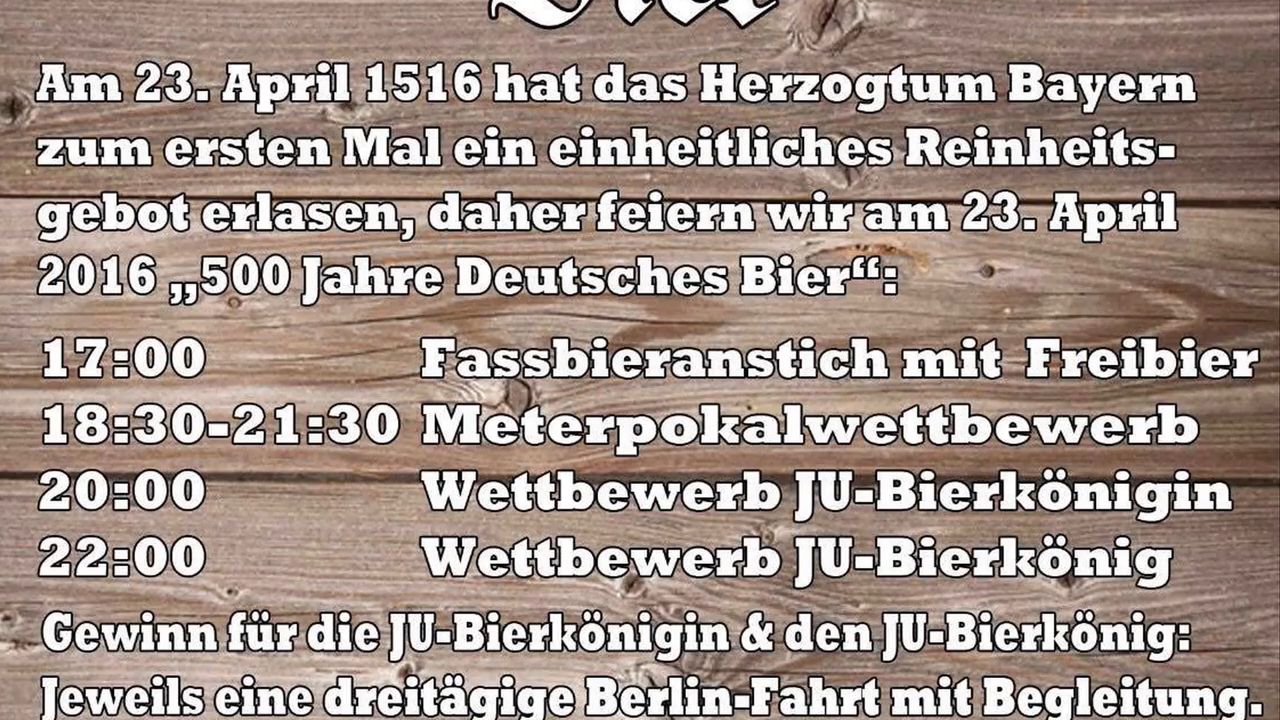 Bier
Am 23. April 1516 hat das Herzogtum Bayern
zum ersten Mal ein einheitliches Reinheits-
gebot erlasen, daher feiern wir am 23. April
2016 „500 Jahre Deutsches Bier“:
17:00 Fassbieranstich mit Freibier
18:30-21:30 Meterpokalwettbewerb
20:00 Wettbewerb JU-Bierkönigin
22:00 Wettbewerb JU-Bierkönig
Gewinn für die JU-Bierkönigin & den JU-Bierkönig:
Jeweils eine dreitägige Berlin-Fahrt mit Begleitung.